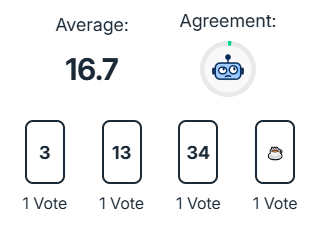 Average: Agreement:
16.7
3 13 34
1 Vote 1 Vote 1 Vote 1 Vote